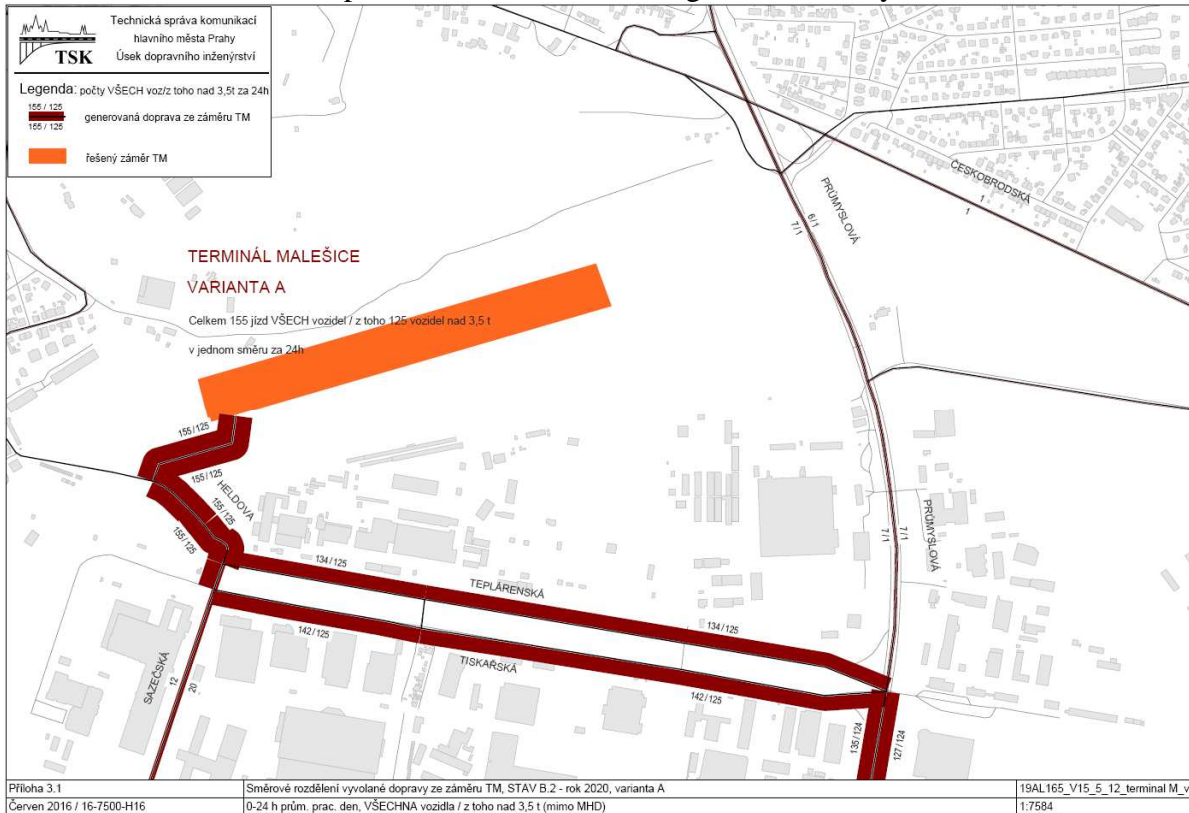 Technická správa komunikací
hlavního města Prahy
Úsek dopravního inženýrství
TSK
Legenda: počty VŠECH voz/z toho nad 3,5t za 24h
155 / 125
155 / 125
generovaná doprava ze záměru TM
řešený záměr TM
ČESKOBRODSKÁ
1
1
PRŮMYSLOVÁ
6/1
7/1
TERMINÁL MALEŠICE
VARIANTA A
Celkem 155 jízd VŠECH vozidel / z toho 125 vozidel nad 3,5 t
v jednom směru za 24h
155/125
155/125
HELDOVA
155/125
155/125
PRŮMYSLOVÁ
7/1
7/1
134/125
TEPLÁRENSKÁ
134/125
142/125
TISKAŘSKÁ
142/125
SAZEČSKÁ
12
20
135/124
127/124
Příloha 3.1
Směrové rozdělení vyvolané dopravy ze záměru TM, STAV B.2 - rok 2020, varianta A
19AL165_V15_5_12_terminal M_v
Červen 2016 / 16-7500-H16
0-24 h prům. prac. den, VŠECHNA vozidla / z toho nad 3,5 t (mimo MHD)
1:7584